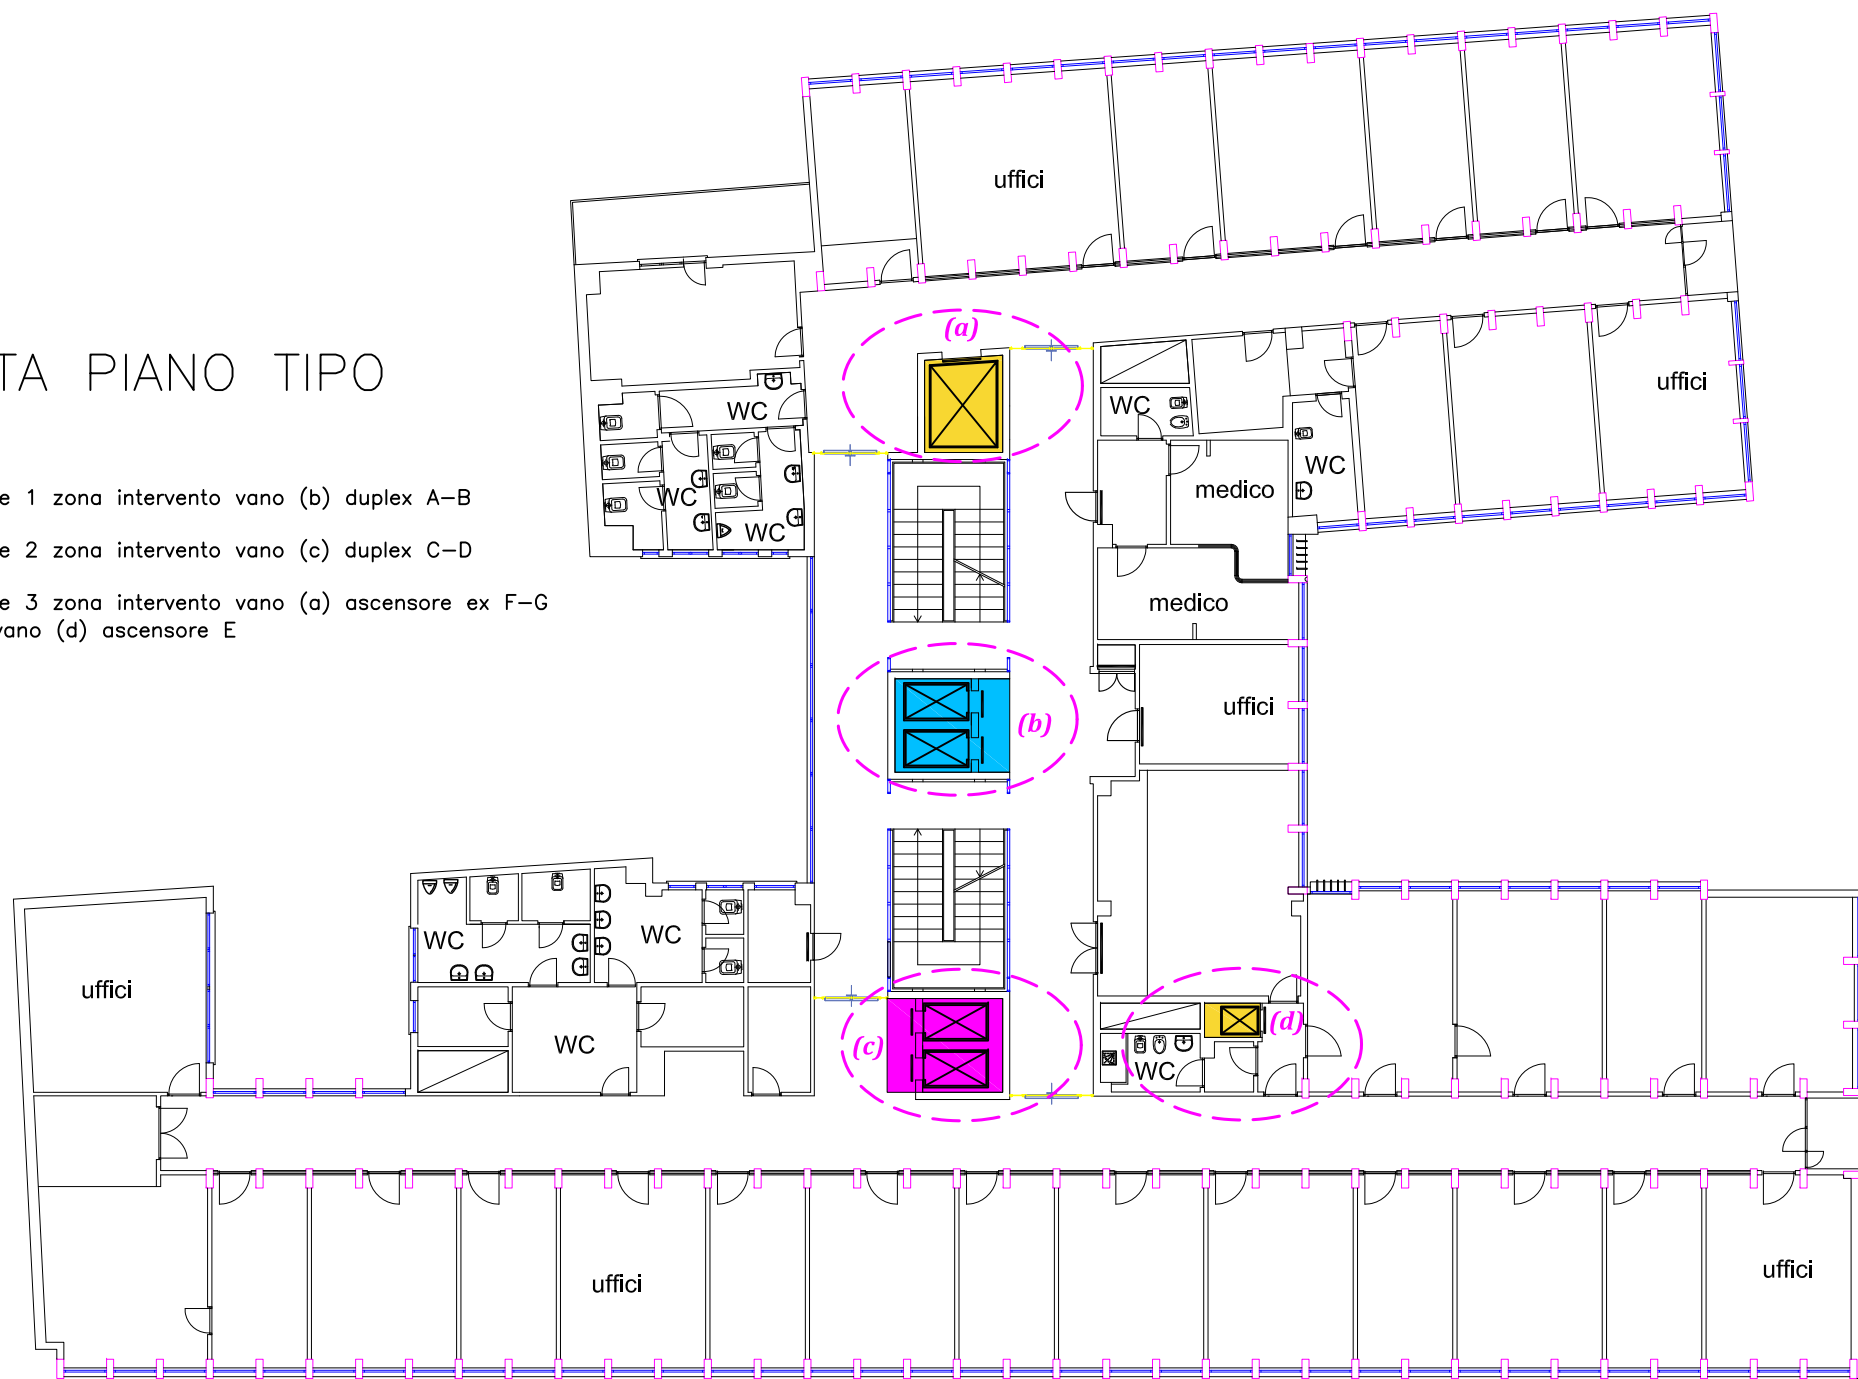 uffici
(a)
TA PIANO TIPO
uffici
WC
WC
WC
medico
WC
e 1 zona intervento vano (b) duplex A-B
WC
WC
e 2 zona intervento vano (c) duplex C-D
e 3 zona intervento vano (a) ascensore ex F-G
vano (d) ascensore E
medico
uffici
(b)
WC
WC
uffici
(d)
(c)
WC
WC
uffici
uffici